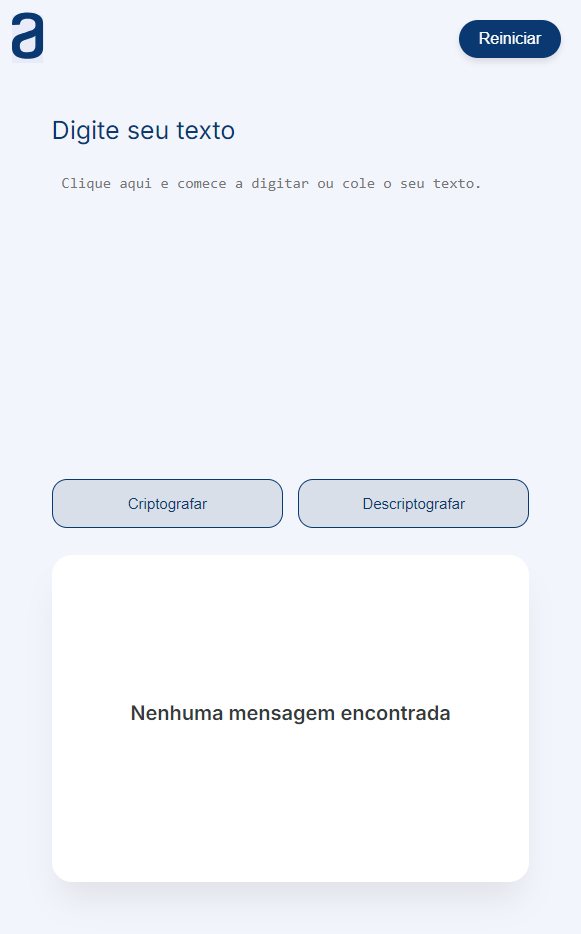 a
Reiniciar
Digite seu texto
Clique aqui e comece a digitar ou cole o seu texto.
Criptografar
Descriptografar
Nenhuma mensagem encontrada